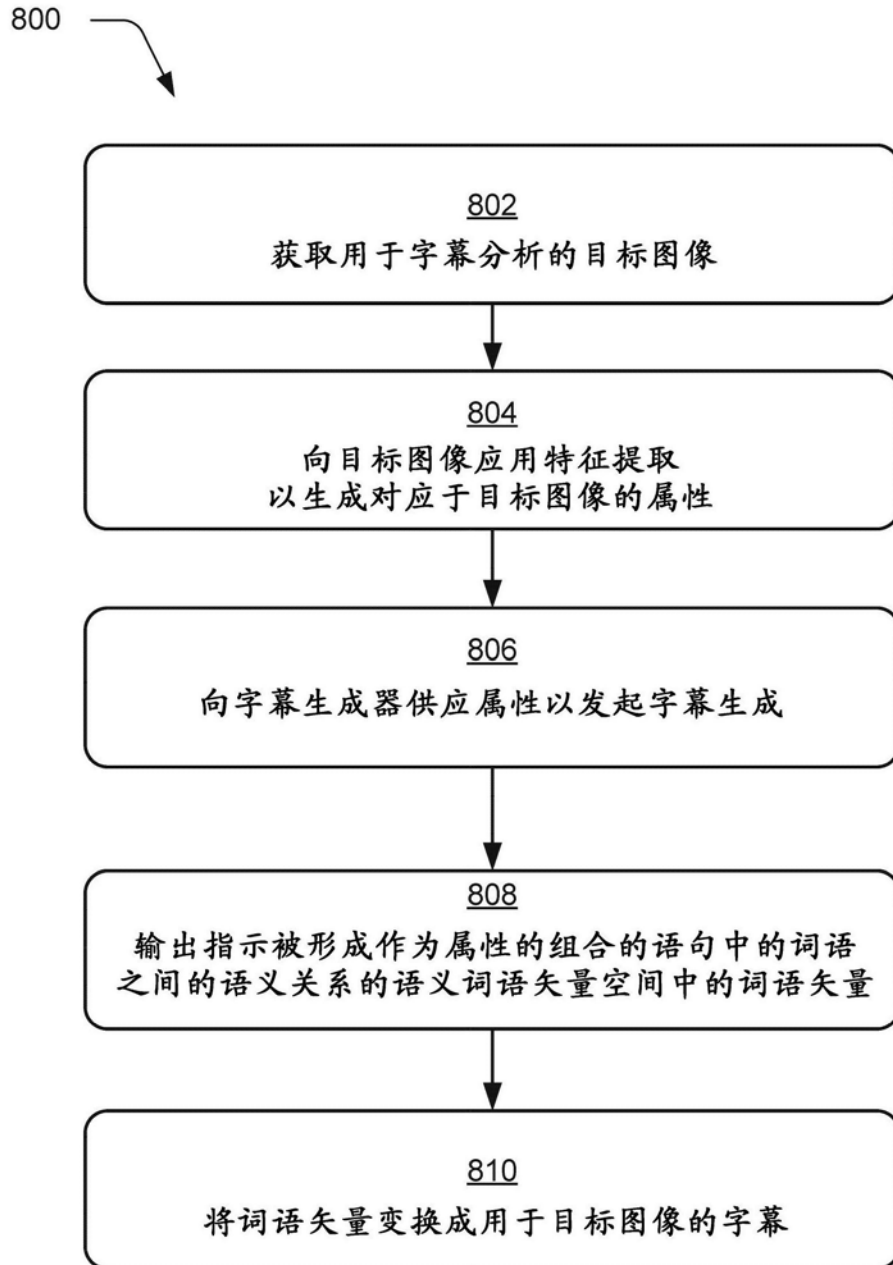 800
802
获取用于字幕分析的目标图像
804
向目标图像应用特征提取
以生成对应于目标图像的属性
806
向字幕生成器供应属性以发起字幕生成
808
输出指示被形成作为属性的组合的语句中的词语
之间的语义关系的语义词语矢量空间中的词语矢量
810
将词语矢量变换成用于目标图像的字幕